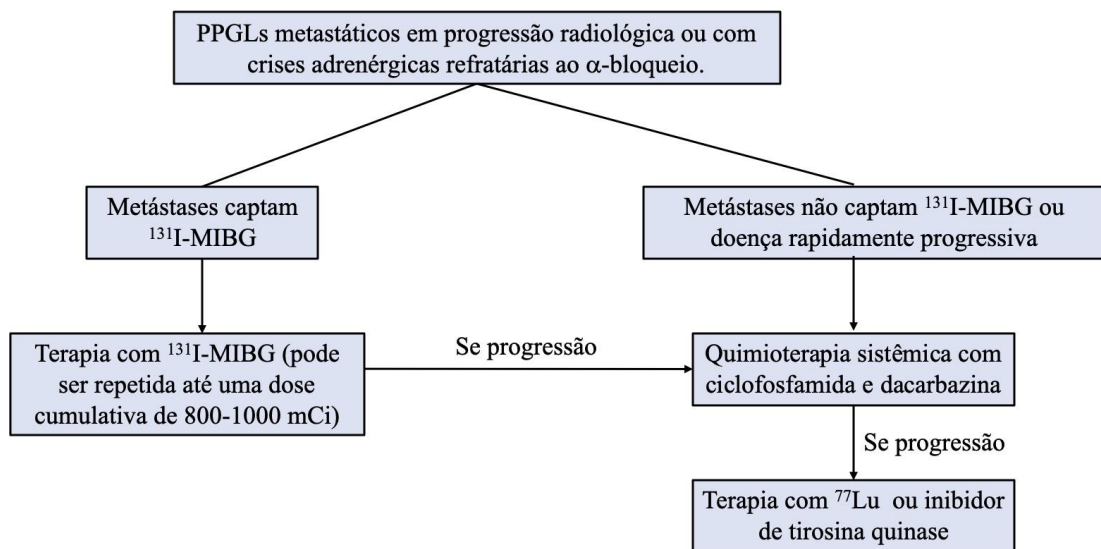 PPGLs metastáticos em progressão radiológica ou com
crises adrenérgicas refratárias ao α-bloqueio.
Metástases captam
¹³¹I-MIBG
Metástases não captam ¹³¹I-MIBG ou
doença rapidamente progressiva
Terapia com ¹³¹I-MIBG (pode
ser repetida até uma dose
cumulativa de 800-1000 mCi)
Se progressão
Quimioterapia sistêmica com
ciclofosfamida e dacarbazina
Se progressão
Terapia com ⁷⁷Lu ou inibidor
de tirosina quinase